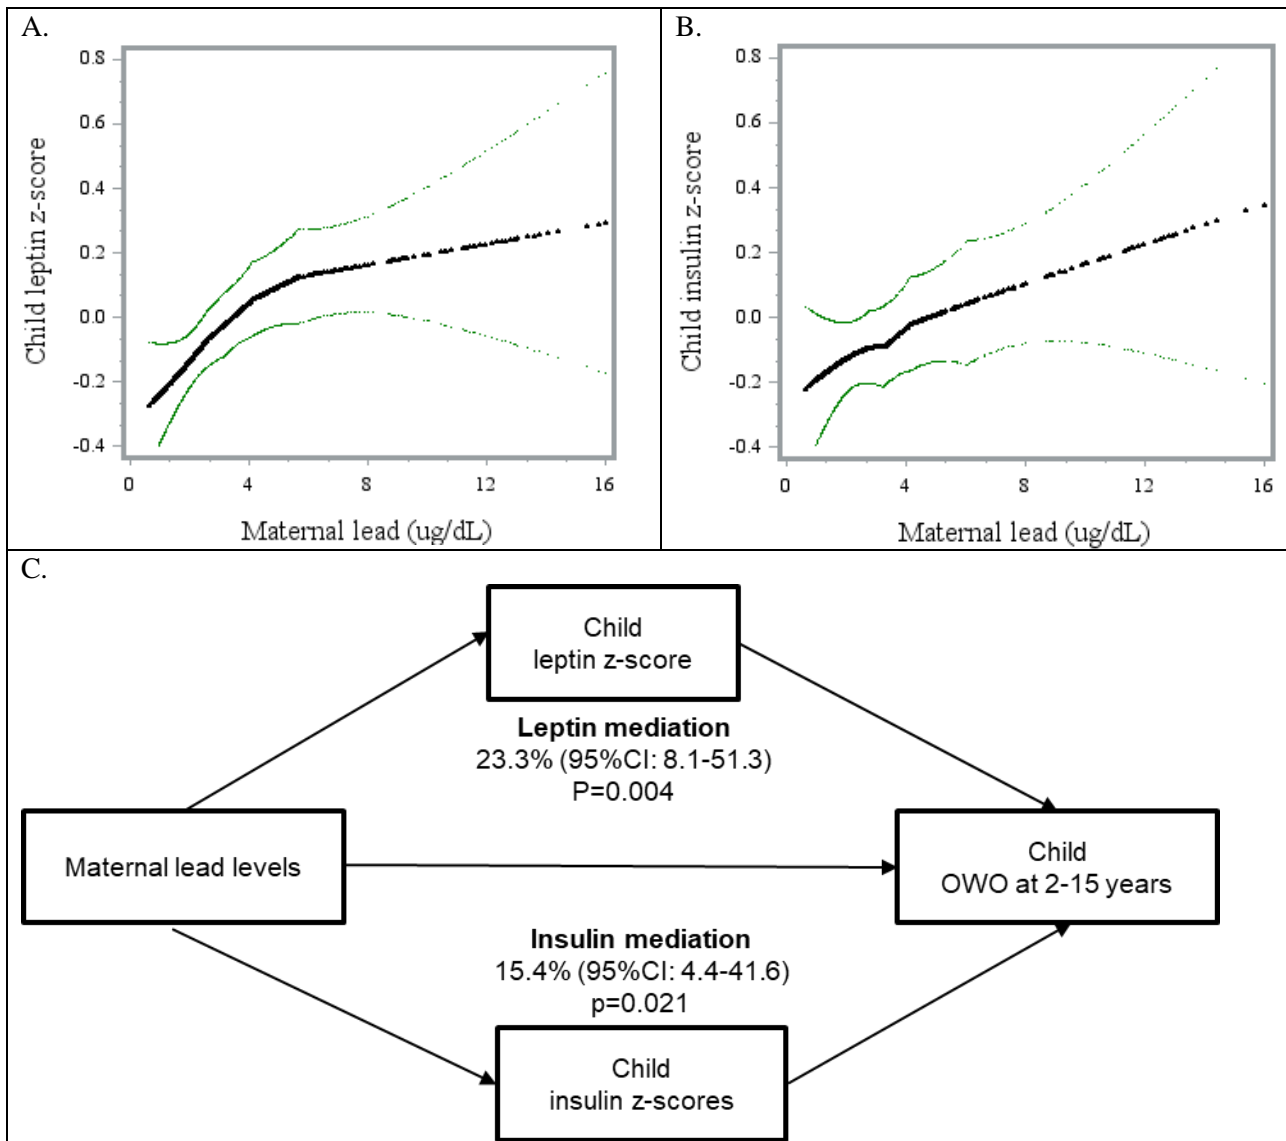 A.
Child leptin z-score
0.8
0.6
0.4
0.2
0.0
-0.2
-0.4
0 4 8 12 16
Maternal lead (ug/dL)
B.
Child insulin z-score
0.8
0.6
0.4
0.2
0.0
-0.2
-0.4
0 4 8 12 16
Maternal lead (ug/dL)
C.
Child
leptin z-score
Leptin mediation
23.3% (95%CI: 8.1-51.3)
P=0.004
Maternal lead levels
Child
OWO at 2-15 years
Insulin mediation
15.4% (95%CI: 4.4-41.6)
p=0.021
Child
insulin z-scores